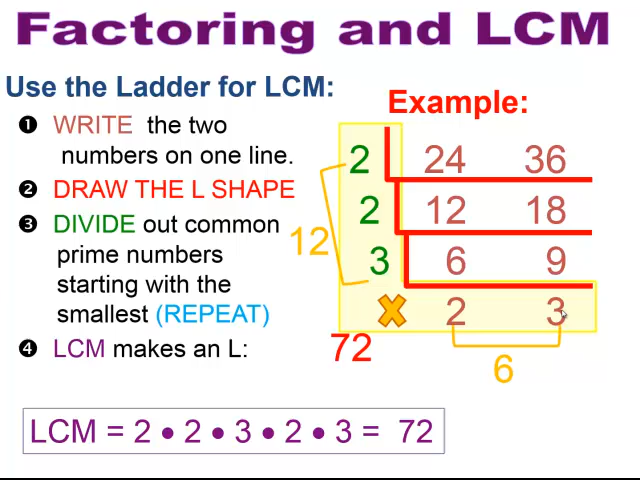 Factoring and LCM
Use the Ladder for LCM:
❶ WRITE the two
numbers on one line.
❷ DRAW THE L SHAPE
❸ DIVIDE out common
prime numbers
starting with the
smallest (REPEAT)
❹ LCM makes an L:
Example:
2 24 36
2 12 18
12
3 6 9
2 3
72
6
LCM = 2 • 2 • 3 • 2 • 3 = 72